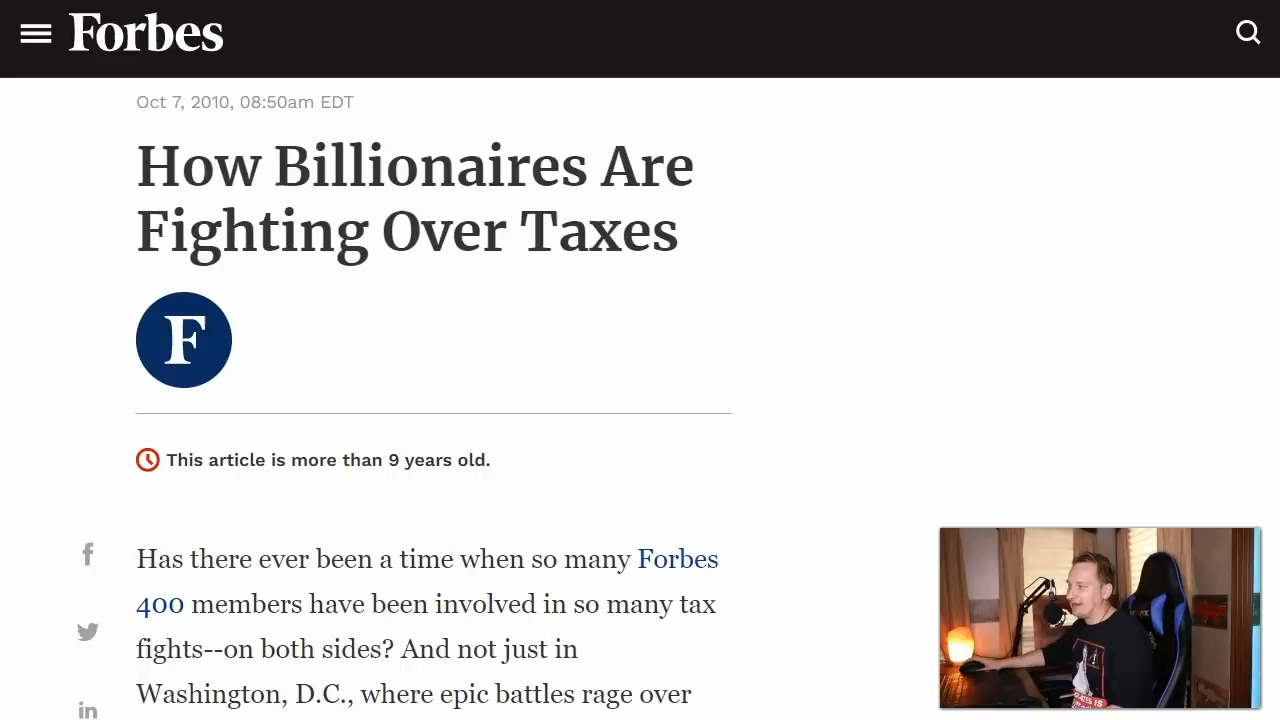 Forbes
Oct 7, 2010, 08:50am EDT
How Billionaires Are
Fighting Over Taxes
F
This article is more than 9 years old.
Has there ever been a time when so many Forbes
400 members have been involved in so many tax
fights--on both sides? And not just in
Washington, D.C., where epic battles rage over